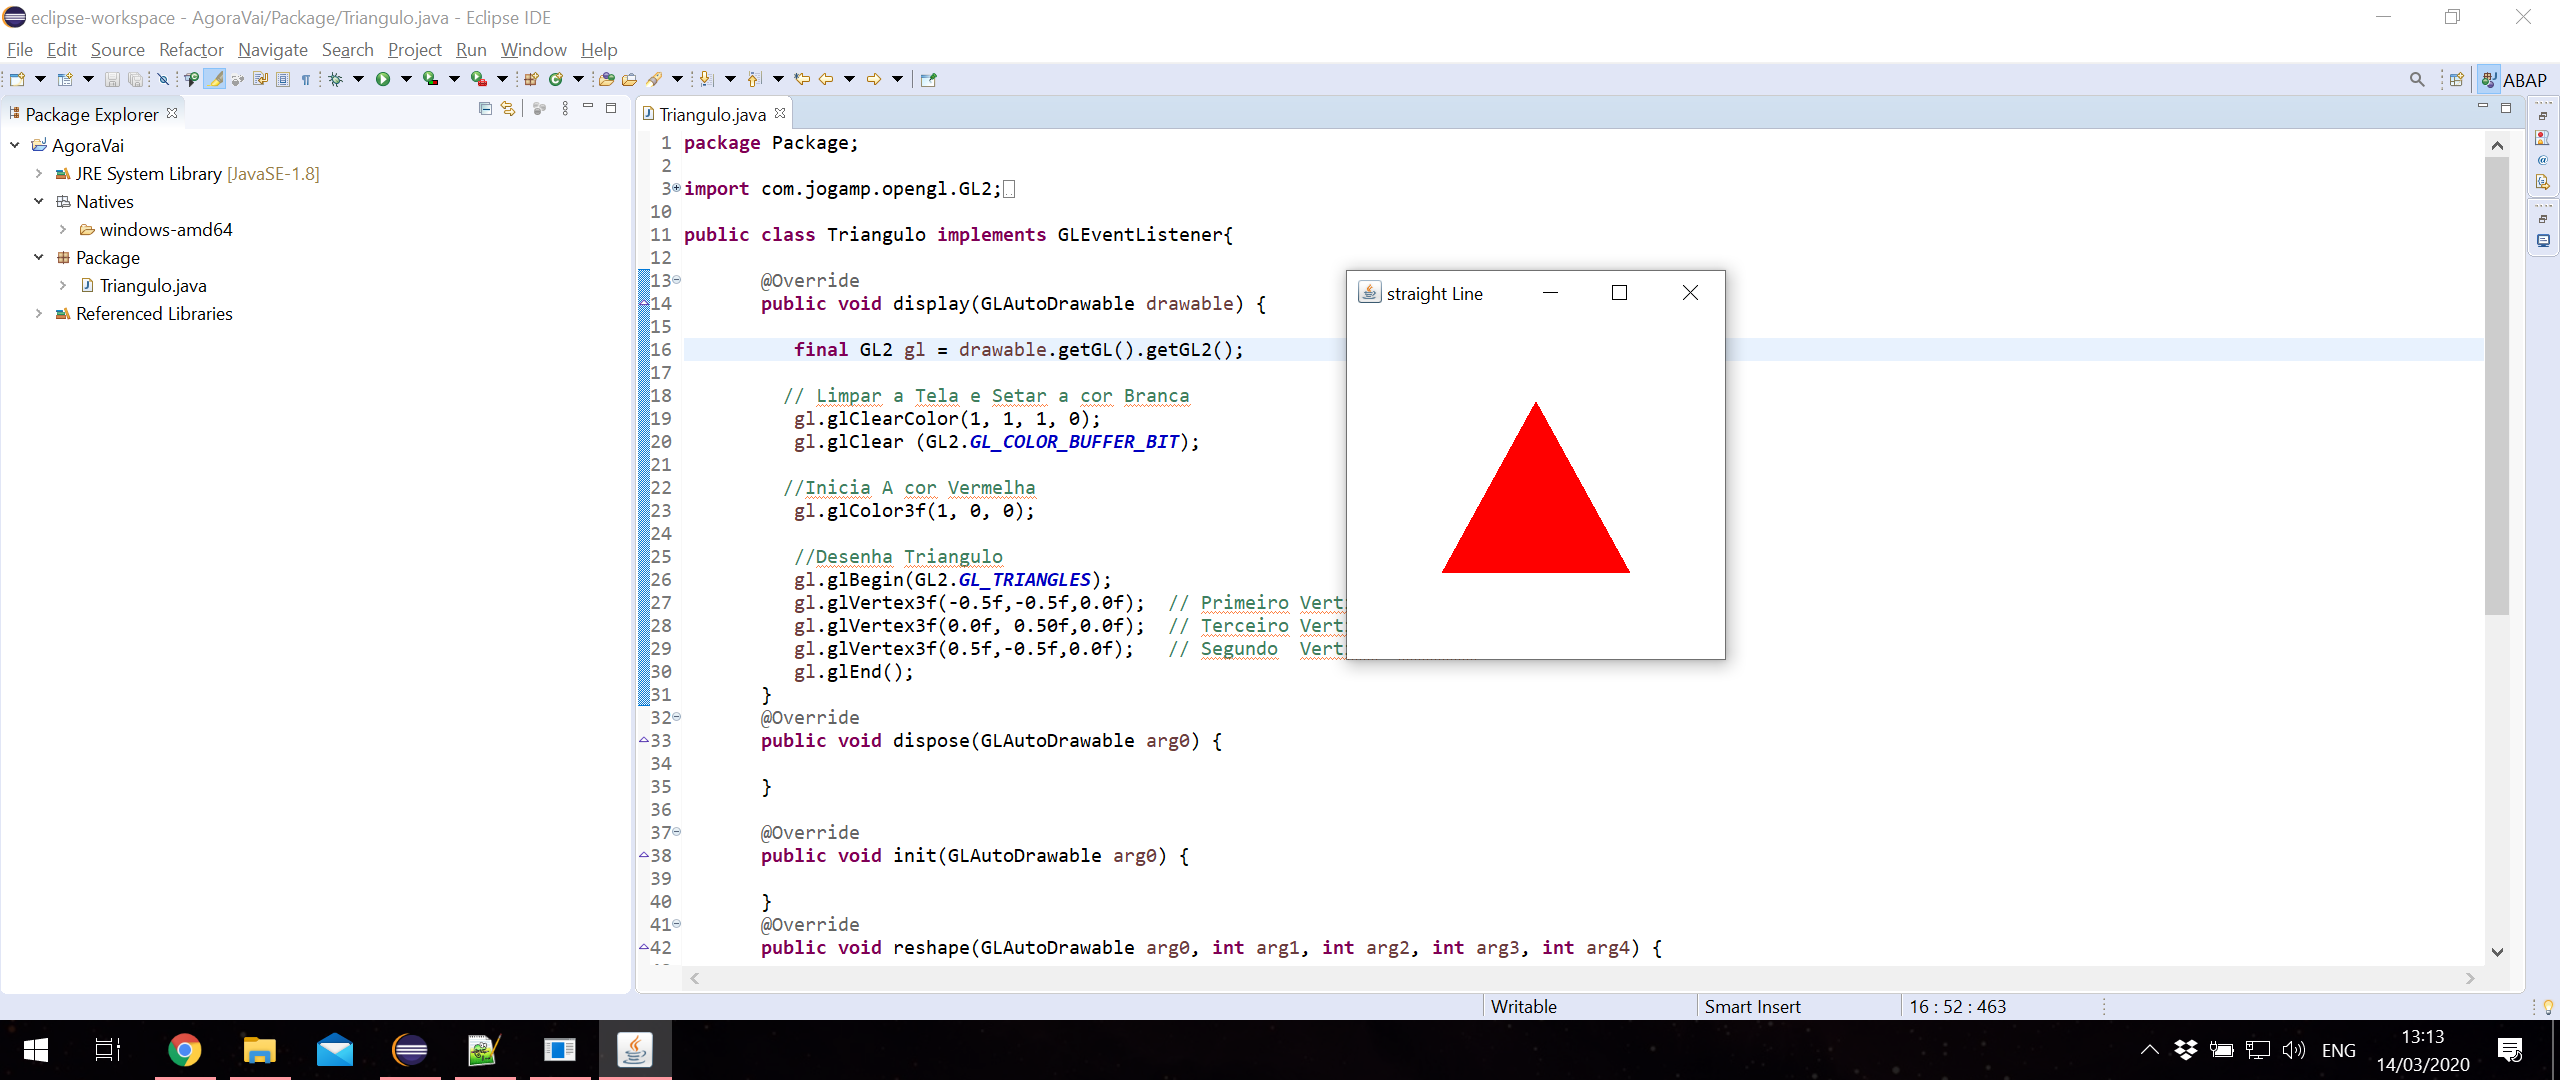 eclipse-workspace - AgoraVai/Package/Triangulo.java - Eclipse IDE
File Edit Source Refactor Navigate Search Project Run Window Help
ABAP
Package Explorer
AgoraVai
JRE System Library [JavaSE-1.8]
Natives
windows-amd64
Package
Triangulo.java
Referenced Libraries
Triangulo.java
1 package Package;
2
3 import com.jogamp.opengl.GL2;
10
11 public class Triangulo implements GLEventListener{
12
13 @Override
14 public void display(GLAutoDrawable drawable) {
15
16 final GL2 gl = drawable.getGL().getGL2();
17
18 // Limpar a Tela e Setar a cor Branca
19 gl.glClearColor(1, 1, 1, 0);
20 gl.glClear (GL2.GL_COLOR_BUFFER_BIT);
21
22 //Inicia A cor Vermelha
23 gl.glColor3f(1, 0, 0);
24
25 //Desenha Triangulo
26 gl.glBegin(GL2.GL_TRIANGLES);
27 gl.glVertex3f(-0.5f,-0.5f,0.0f); // Primeiro Vert
28 gl.glVertex3f(0.0f, 0.50f,0.0f); // Terceiro Vert
29 gl.glVertex3f(0.5f,-0.5f,0.0f); // Segundo Vert
30 gl.glEnd();
31 }
32 @Override
33 public void dispose(GLAutoDrawable arg0) {
34
35 }
36
37 @Override
38 public void init(GLAutoDrawable arg0) {
39
40 }
41 @Override
42 public void reshape(GLAutoDrawable arg0, int arg1, int arg2, int arg3, int arg4) {
straight Line
Writable
Smart Insert
16 : 52 : 463
ENG
13:13
14/03/2020